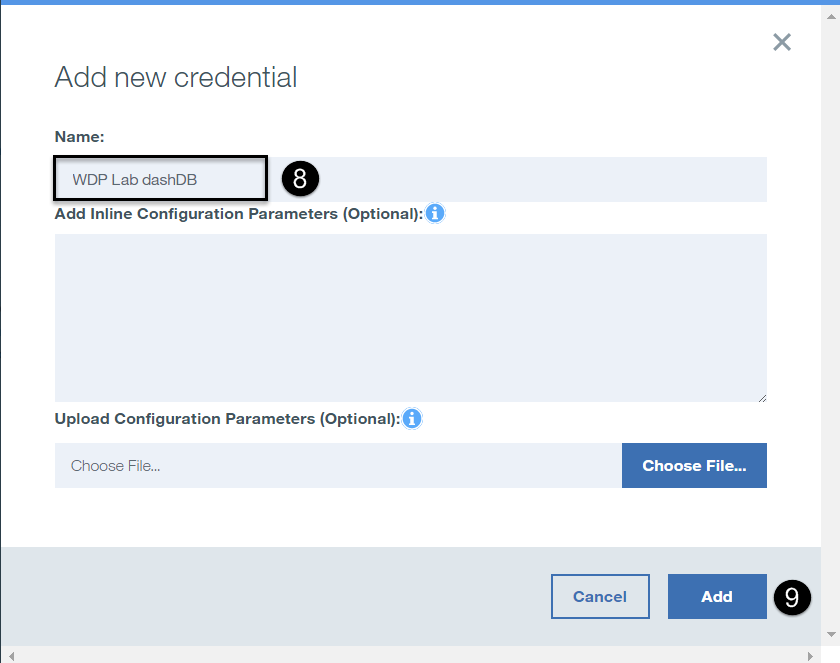 Add new credential
Name:
WDP Lab dashDB
8
Add Inline Configuration Parameters (Optional):
Upload Configuration Parameters (Optional):
Choose File...
Choose File...
Cancel
Add
9